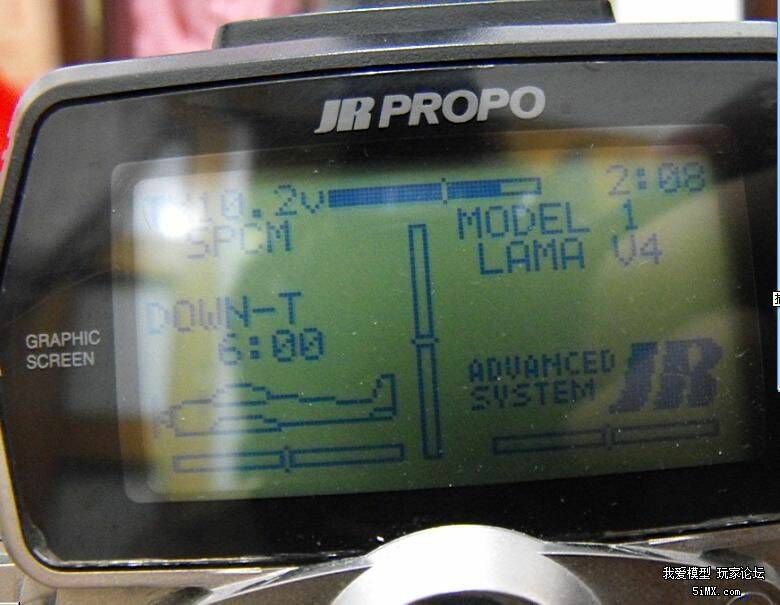 JR PROPO
TX10.2v
2:08
SPCM
MODEL 1
LAMA V4
DOWN-T
6:00
GRAPHIC
SCREEN
ADVANCED
SYSTEM
JR
我爱模型 玩家论坛
5iMX.com